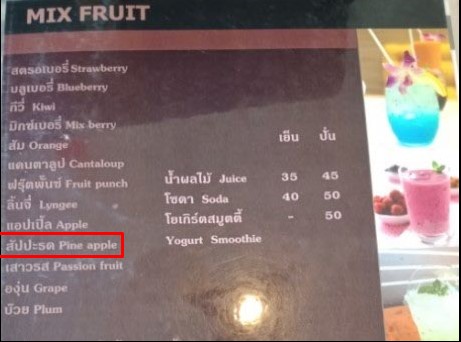 MIX FRUIT
สตรอเบอรี่ Strawberry
บลูเบอรี่ Blueberry
กีวี่ Kiwi
มิกซ์เบอรี่ Mix berry
ส้ม Orange
แคนตาลูป Cantaloup
ฟรุ๊ตพั้นซ์ Fruit punch
ลิ้นจี่ Lyngee
แอปเปิ้ล Apple
สัปปะรด Pine apple
เสาวรส Passion fruit
องุ่น Grape
บ๊วย Plum
เย็น ปั่น
น้ำผลไม้ Juice 35 45
โซดา Soda 40 50
โยเกิร์ตสมูตตี้ - 50
Yogurt Smoothie